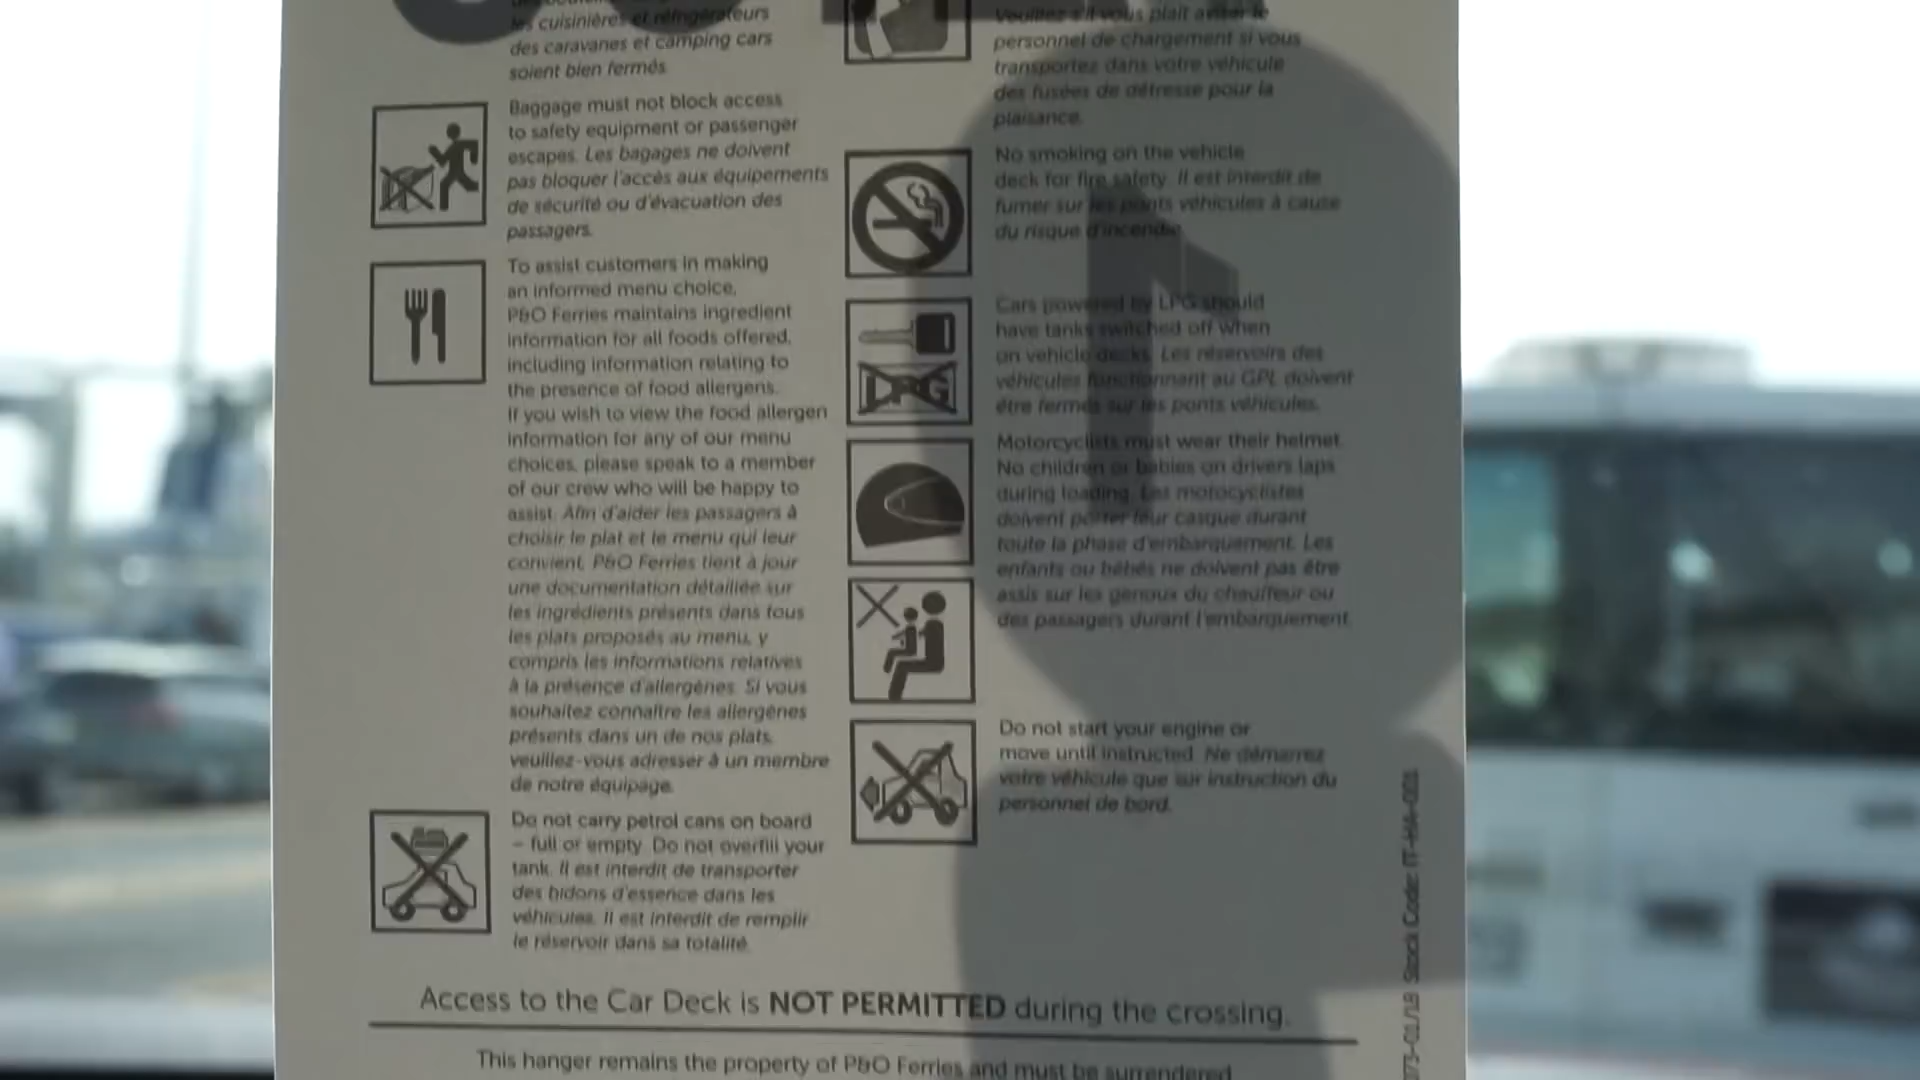 les cuisinières et réfrigérateurs
des caravanes et camping cars
soient bien fermés.
Baggage must not block access
to safety equipment or passenger
escapes. Les bagages ne doivent
pas bloquer l'accès aux équipements
de sécurité ou d'évacuation des
passagers.
To assist customers in making
an informed menu choice,
P&O Ferries maintains ingredient
information for all foods offered,
including information relating to
the presence of food allergens.
If you wish to view the food allergen
information for any of our menu
choices, please speak to a member
of our crew who will be happy to
assist. Afin d'aider les passagers à
choisir le plat et le menu qui leur
convient, P&O Ferries tient à jour
une documentation détaillée sur
les ingrédients présents dans tous
les plats proposés au menu, y
compris les informations relatives
à la présence d'allergènes. Si vous
souhaitez connaître les allergènes
présents dans un de nos plats,
veuillez-vous adresser à un membre
de notre équipage.
Do not carry petrol cans on board
– full or empty. Do not overfill your
tank. Il est interdit de transporter
des bidons d'essence dans les
véhicules. Il est interdit de remplir
le réservoir dans sa totalité.
Veuillez s'il vous plaît aviser le
personnel de chargement si vous
transportez dans votre véhicule
des fusées de détresse pour la
plaisance.
No smoking on the vehicle
deck for fire safety. Il est interdit de
fumer sur les ponts véhicules à cause
du risque d'incendie.
LPG
Cars powered by LPG should
have tanks switched off when
on vehicle decks. Les réservoirs des
véhicules fonctionnant au GPL doivent
être fermés sur les ponts véhicules.
Motorcyclists must wear their helmet.
No children or babies on drivers laps
during loading. Les motocyclistes
doivent porter leur casque durant
toute la phase d'embarquement. Les
enfants ou bébés ne doivent pas être
assis sur les genoux du chauffeur ou
des passagers durant l'embarquement.
Do not start your engine or
move until instructed. Ne démarrez
votre véhicule que sur instruction du
personnel de bord.
073-01/18 Stock Code: IT-HA-001
Access to the Car Deck is NOT PERMITTED during the crossing.
This hanger remains the property of P&O Ferries and must be surrendered